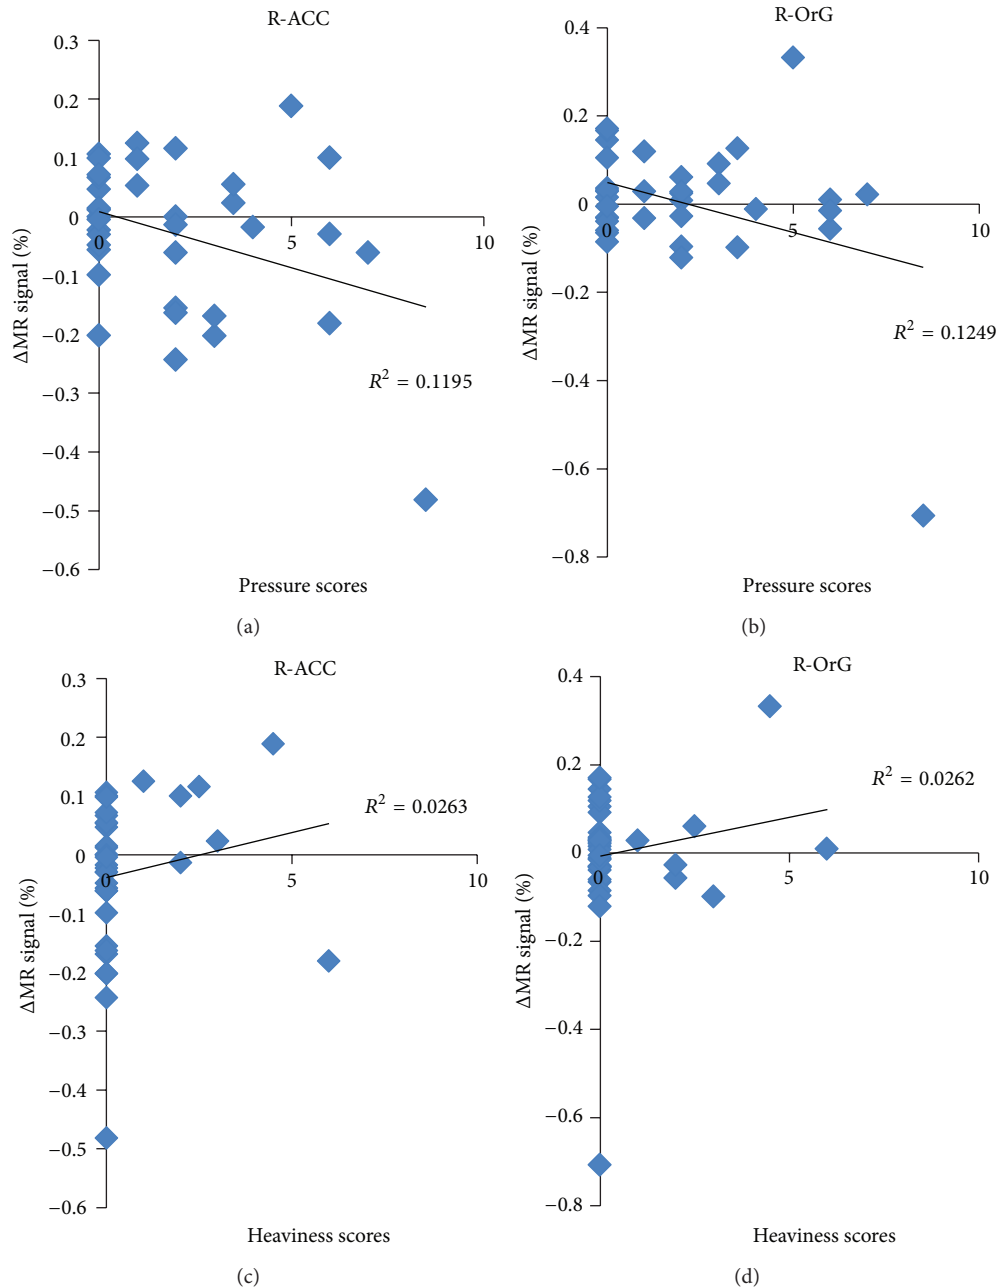 R-ACC
0.3
0.2
0.1
0
−0.1
−0.2
−0.3
−0.4
−0.5
−0.6
0
5
10
ΔMR signal (%)
R² = 0.1195
Pressure scores
(a)
R-OrG
0.4
0.2
0
−0.2
−0.4
−0.6
−0.8
0
5
10
ΔMR signal (%)
R² = 0.1249
Pressure scores
(b)
R-ACC
0.3
0.2
0.1
0
−0.1
−0.2
−0.3
−0.4
−0.5
−0.6
0
5
10
ΔMR signal (%)
R² = 0.0263
Heaviness scores
(c)
R-OrG
0.4
0.2
0
−0.2
−0.4
−0.6
−0.8
0
5
10
ΔMR signal (%)
R² = 0.0262
Heaviness scores
(d)